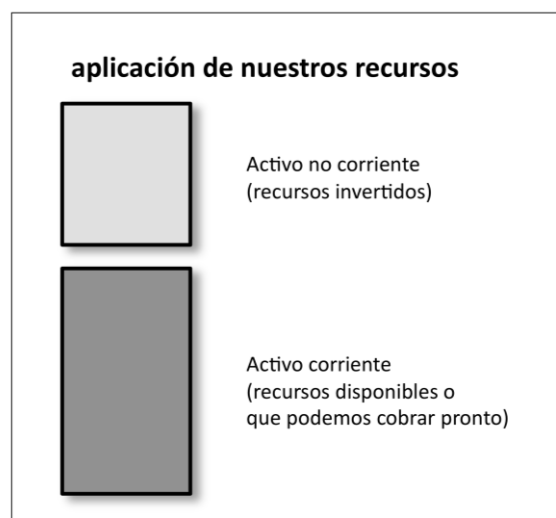 aplicación de nuestros recursos
Activo no corriente
(recursos invertidos)
Activo corriente
(recursos disponibles o
que podemos cobrar pronto)